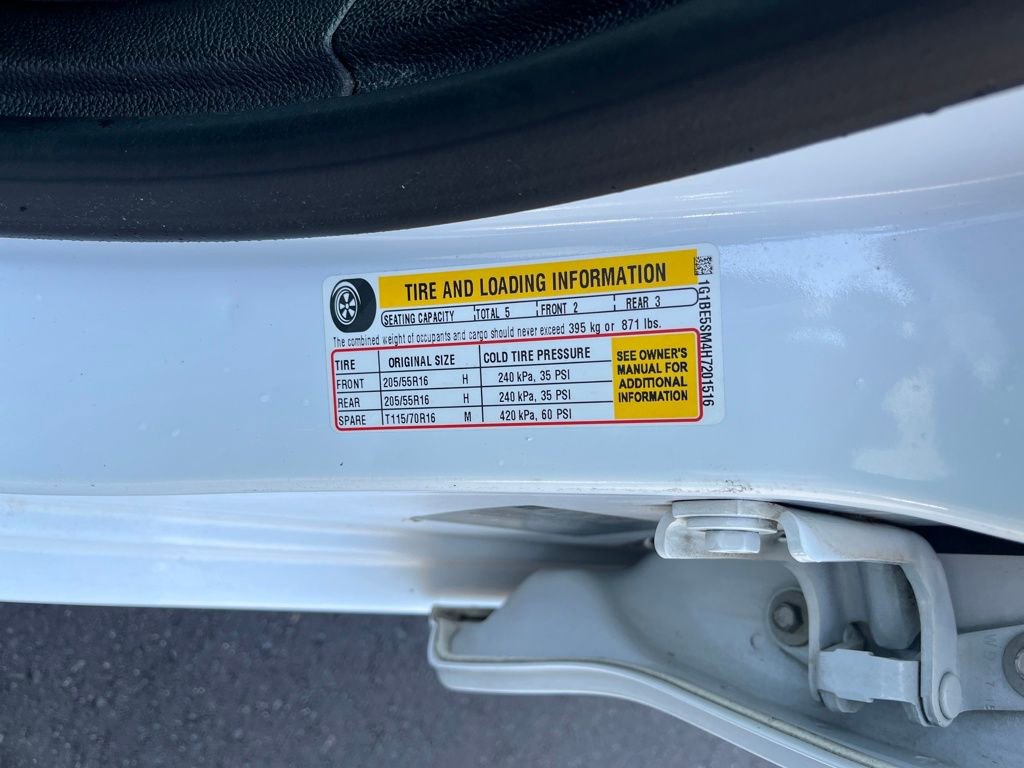 TIRE AND LOADING INFORMATION
SEATING CAPACITY TOTAL 5 FRONT 2 REAR 3
The combined weight of occupants and cargo should never exceed 395 kg or 871 lbs.
TIRE ORIGINAL SIZE COLD TIRE PRESSURE
FRONT 205/55R16 H 240 kPa, 35 PSI
REAR 205/55R16 H 240 kPa, 35 PSI
SPARE T115/70R16 M 420 kPa, 60 PSI
SEE OWNER'S
MANUAL FOR
ADDITIONAL
INFORMATION
1G1BE5SM4H7201516